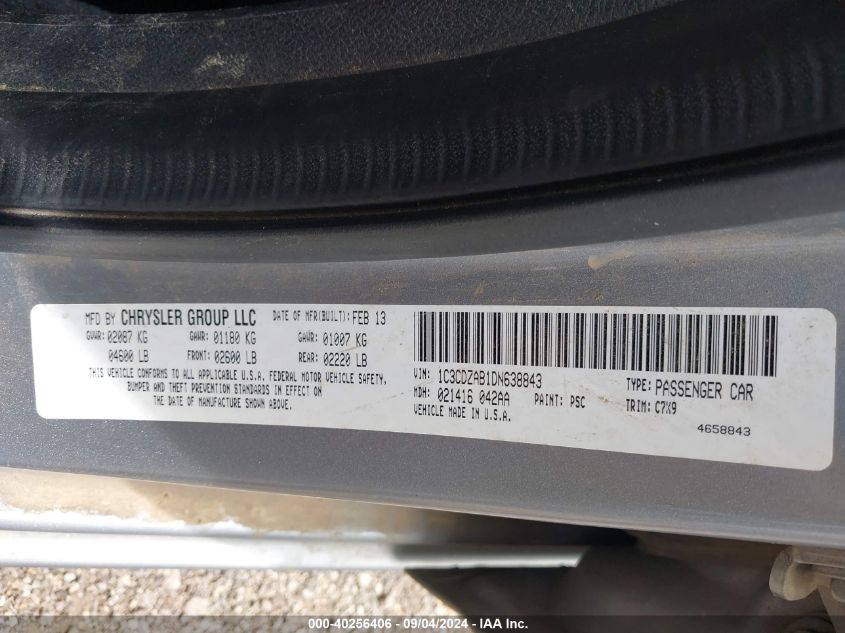 MFD BY CHRYSLER GROUP LLC DATE OF MFR(BUILT): FEB 13
GVWR: 02087 KG GAWR: 01180 KG GAWR: 01007 KG
04600 LB FRONT: 02600 LB REAR: 02220 LB
THIS VEHICLE CONFORMS TO ALL APPLICABLE U.S.A. FEDERAL MOTOR VEHICLE SAFETY,
BUMPER AND THEFT PREVENTION STANDARDS IN EFFECT ON
THE DATE OF MANUFACTURE SHOWN ABOVE.
VIN: 1C3CDZAB1DN638843 TYPE: PASSENGER CAR
MDH: 021416 042AA PAINT: PSC TRIM: C7X9
VEHICLE MADE IN U.S.A.
4658843
000-40256406 - 09/04/2024 - IAA Inc.